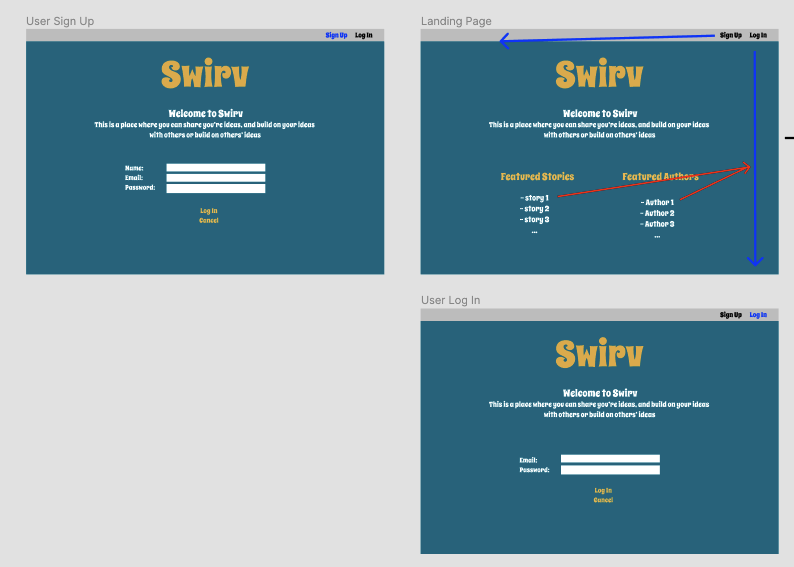 User Sign Up
Sign Up Log In
Swirv
Welcome to Swirv
This is a place where you can share you're ideas, and build on your ideas
with others or build on others' ideas
Name:
Email:
Password:
Log In
Cancel
Landing Page
Sign Up Log In
Swirv
Welcome to Swirv
This is a place where you can share you're ideas, and build on your ideas
with others or build on others' ideas
Featured Stories
- story 1
- story 2
- story 3
...
Featured Authors
- Author 1
- Author 2
- Author 3
...
User Log In
Sign Up Log In
Swirv
Welcome to Swirv
This is a place where you can share you're ideas, and build on your ideas
with others or build on others' ideas
Email:
Password:
Log In
Cancel